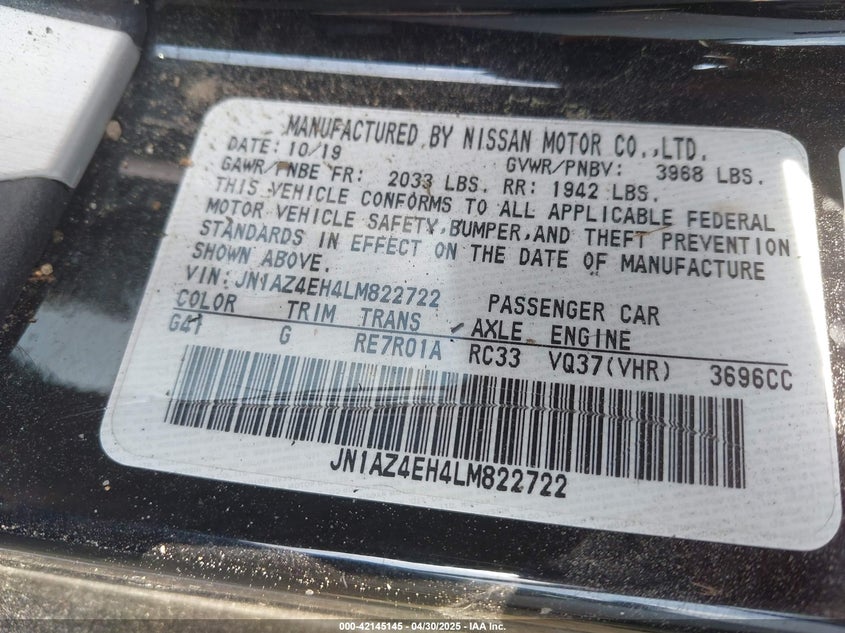 MANUFACTURED BY NISSAN MOTOR CO.,LTD.
DATE: 10/19 GVWR/PNBV: 3968 LBS.
GAWR/PNBE FR: 2033 LBS. RR: 1942 LBS.
THIS VEHICLE CONFORMS TO ALL APPLICABLE FEDERAL
MOTOR VEHICLE SAFETY,BUMPER,AND THEFT PREVENTION
STANDARDS IN EFFECT ON THE DATE OF MANUFACTURE
SHOWN ABOVE.
VIN: JN1AZ4EH4LM822722 PASSENGER CAR
COLOR TRIM TRANS AXLE ENGINE
G41 G RE7R01A RC33 VQ37(VHR) 3696CC
JN1AZ4EH4LM822722
000-42145145 - 04/30/2025 - IAA Inc.